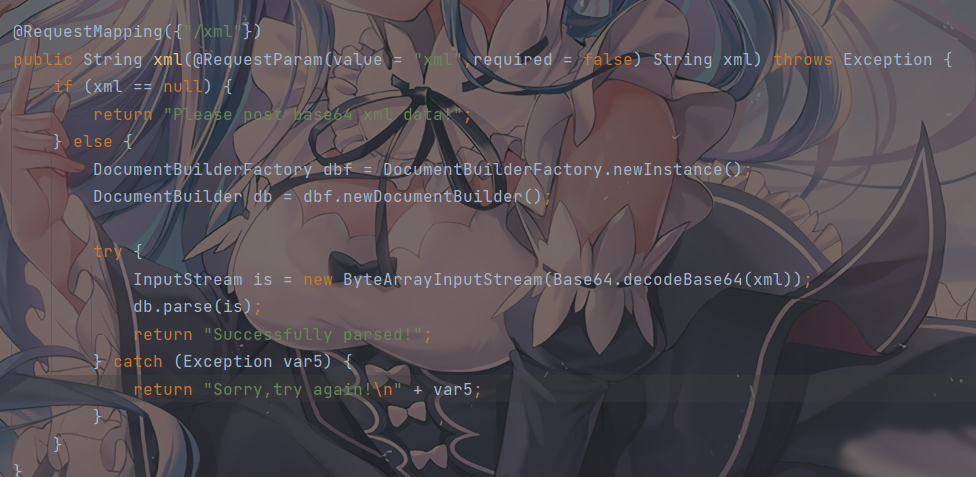 @RequestMapping({"/xml"})
public String xml(@RequestParam(value = "xml",required = false) String xml) throws Exception {
    if (xml == null) {
        return "Please post base64 xml data!";
    } else {
        DocumentBuilderFactory dbf = DocumentBuilderFactory.newInstance();
        DocumentBuilder db = dbf.newDocumentBuilder();
        try {
            InputStream is = new ByteArrayInputStream(Base64.decodeBase64(xml));
            db.parse(is);
            return "Successfully parsed!";
        } catch (Exception var5) {
            return "Sorry,try again!\n" + var5;
        }
    }
}